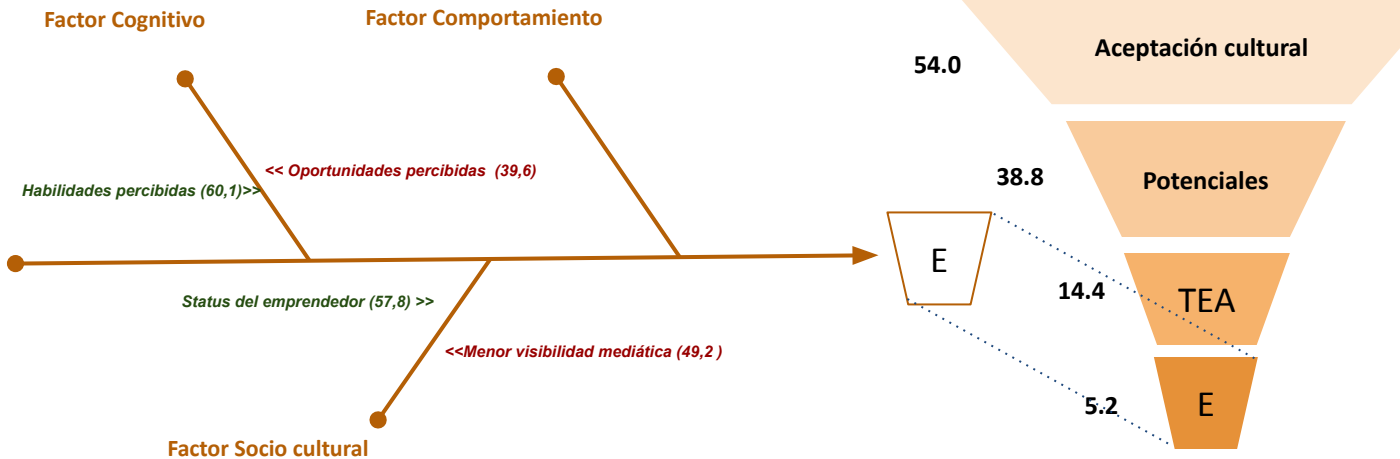 Factor Cognitivo
Factor Comportamiento
<< Oportunidades percibidas  (39,6)
Habilidades percibidas (60,1)>>
Status del emprendedor (57,8) >>
<<Menor visibilidad mediática (49,2 )
Factor Socio cultural
E
54.0
Aceptación cultural
38.8
Potenciales
14.4
TEA
5.2
E